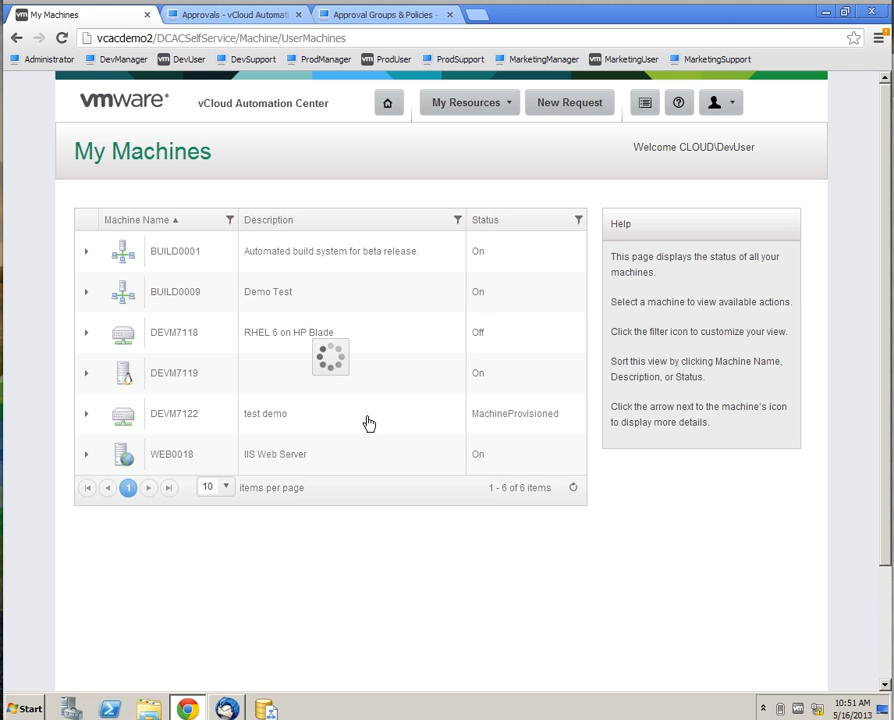 My Machines
Approvals - vCloud Automat
Approval Groups & Policies -
vcacdemo2/DCACSelfService/Machine/UserMachines
Administrator DevManager DevUser DevSupport ProdManager ProdUser ProdSupport MarketingManager MarketingUser MarketingSupport
vmware® vCloud Automation Center My Resources New Request
My Machines
Welcome CLOUD\DevUser
Machine Name Description Status
BUILD0001 Automated build system for beta release. On
BUILD0009 Demo Test On
DEVM7118 RHEL 6 on HP Blade Off
DEVM7119 On
DEVM7122 test demo MachineProvisioned
WEB0018 IIS Web Server On
1 10 items per page 1 - 6 of 6 items
Help
This page displays the status of all your
machines.
Select a machine to view available actions.
Click the filter icon to customize your view.
Sort this view by clicking Machine Name,
Description, or Status.
Click the arrow next to the machine's icon
to display more details.
Start
10:51 AM
5/16/2013